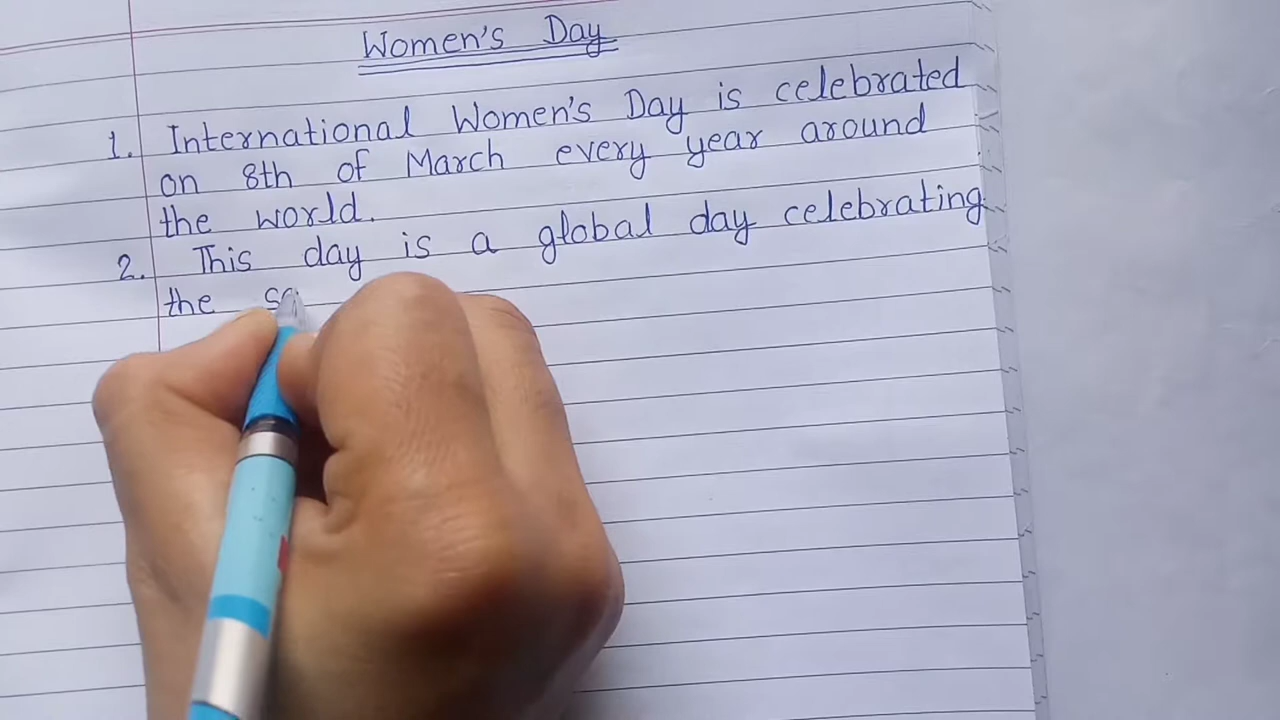 Women's Day
1. International Women's Day is celebrated
on 8th of March every year around
the world.
2. This day is a global day celebrating
the